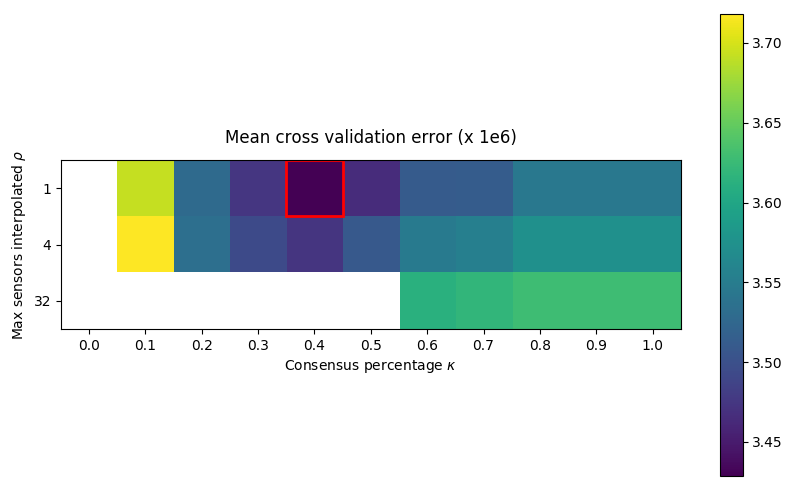 Mean cross validation error (x 1e6)
Max sensors interpolated ρ
1
4
32
0.0 0.1 0.2 0.3 0.4 0.5 0.6 0.7 0.8 0.9 1.0
Consensus percentage κ
3.70
3.65
3.60
3.55
3.50
3.45